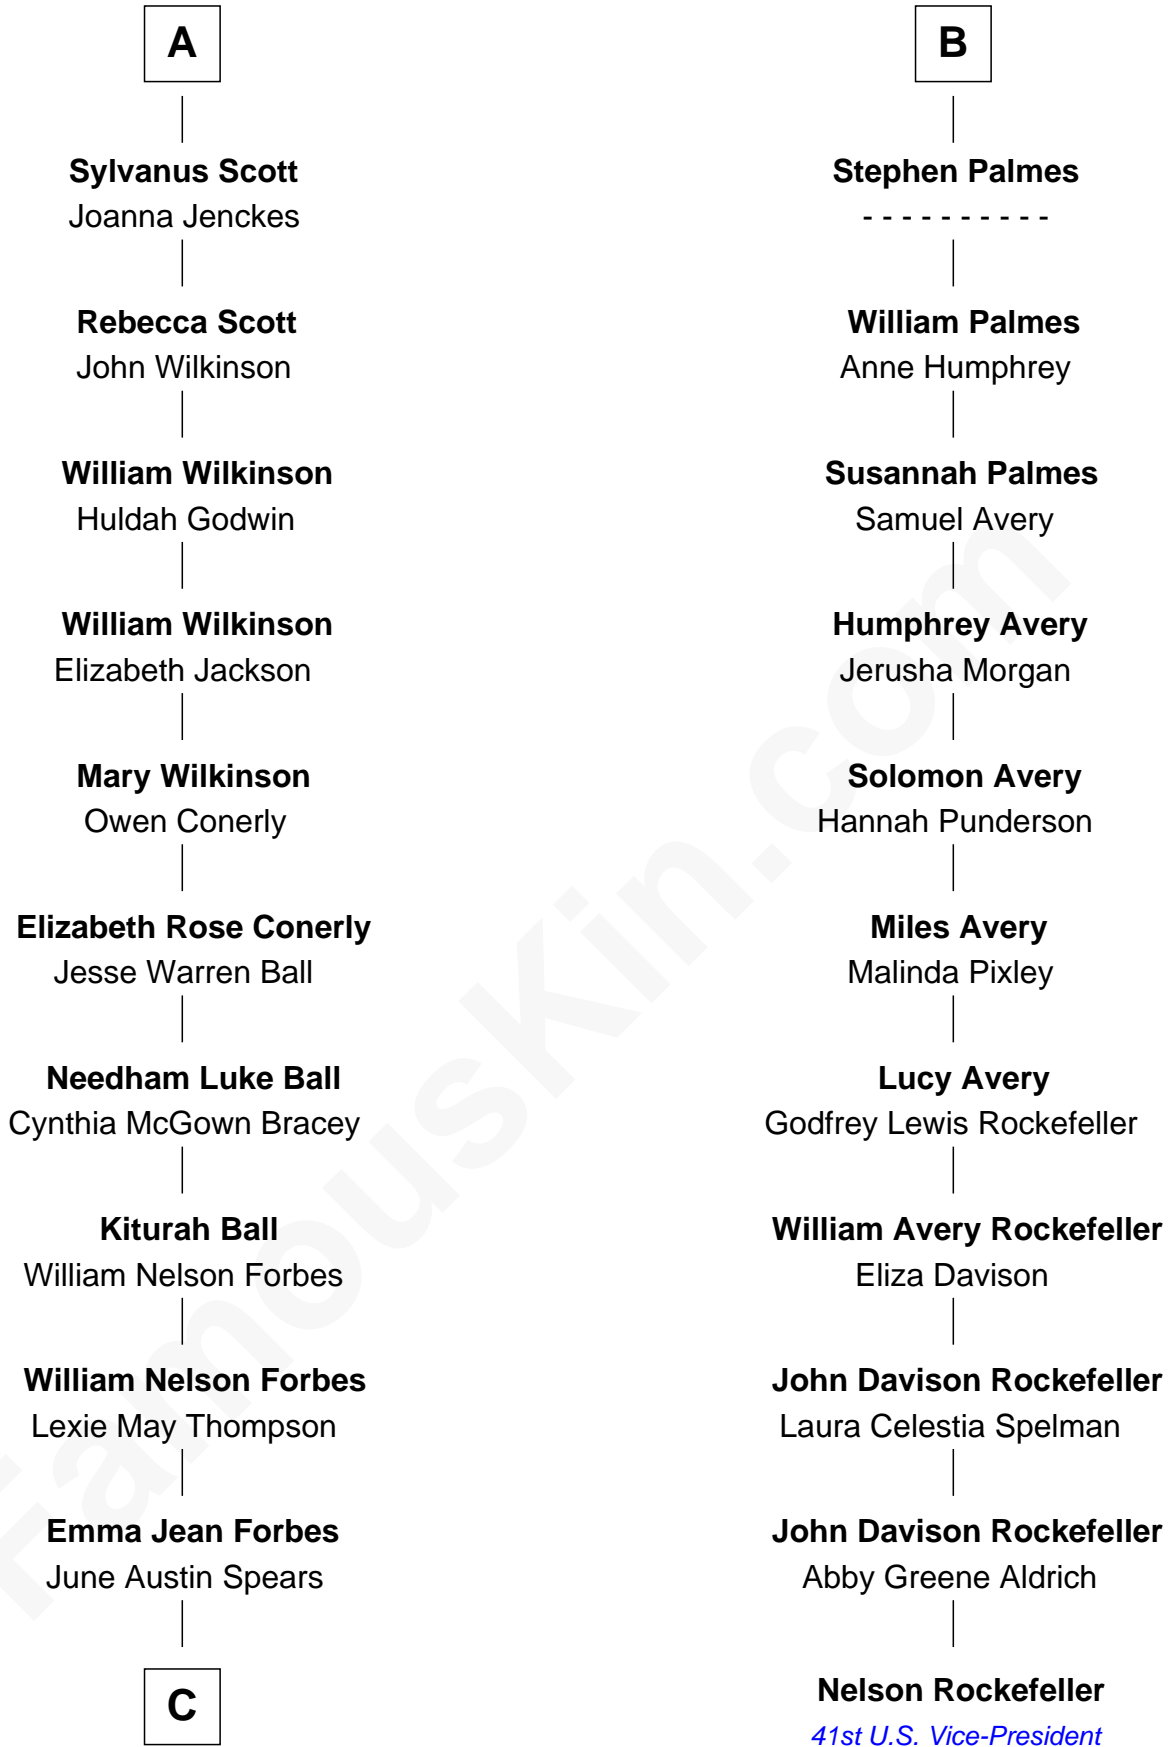 A
Sylvanus Scott
Joanna Jenckes
Rebecca Scott
John Wilkinson
William Wilkinson
Huldah Godwin
William Wilkinson
Elizabeth Jackson
Mary Wilkinson
Owen Conerly
Elizabeth Rose Conerly
Jesse Warren Ball
Needham Luke Ball
Cynthia McGown Bracey
Kiturah Ball
William Nelson Forbes
William Nelson Forbes
Lexie May Thompson
Emma Jean Forbes
June Austin Spears
C
B
Stephen Palmes
- - - - - - - - - -
William Palmes
Anne Humphrey
Susannah Palmes
Samuel Avery
Humphrey Avery
Jerusha Morgan
Solomon Avery
Hannah Punderson
Miles Avery
Malinda Pixley
Lucy Avery
Godfrey Lewis Rockefeller
William Avery Rockefeller
Eliza Davison
John Davison Rockefeller
Laura Celestia Spelman
John Davison Rockefeller
Abby Greene Aldrich
Nelson Rockefeller
41st U.S. Vice-President
FamousKin.com